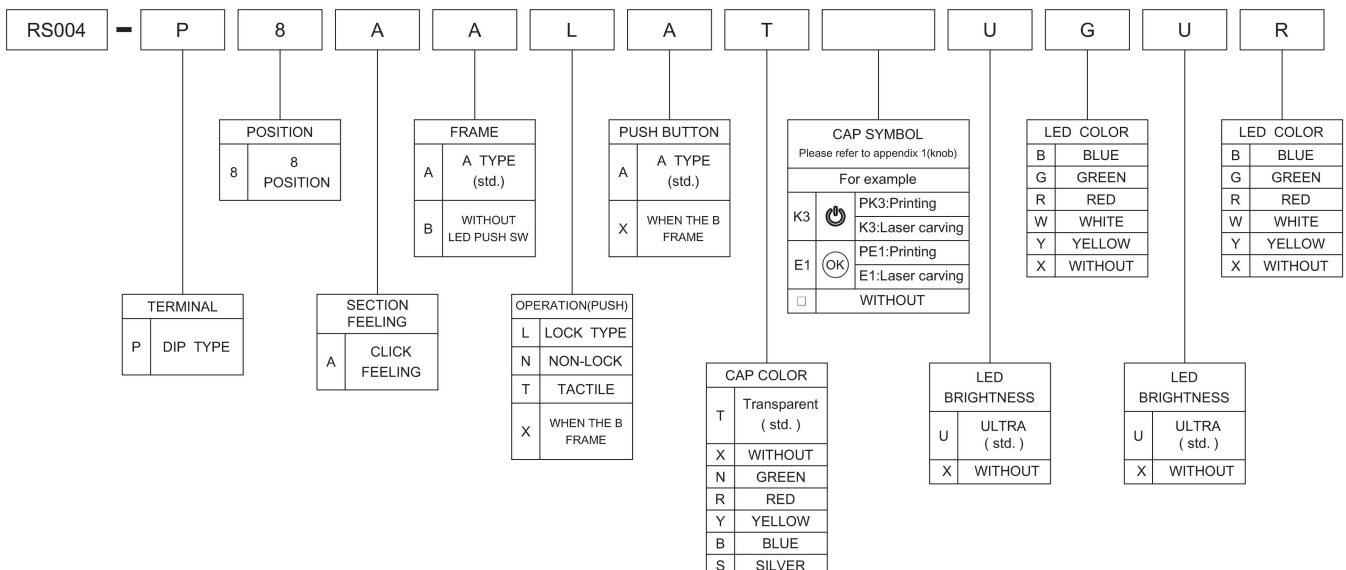 RS004 - P 8 A A L A T U G U R
POSITION
8 8
POSITION
FRAME
A A TYPE
(std.)
B WITHOUT
LED PUSH SW
PUSH BUTTON
A A TYPE
(std.)
X WHEN THE B
FRAME
CAP SYMBOL
Please refer to appendix 1(knob)
For example
K3 PK3:Printing
K3:Laser carving
E1 OK PE1:Printing
E1:Laser carving
□ WITHOUT
LED COLOR
B BLUE
G GREEN
R RED
W WHITE
Y YELLOW
X WITHOUT
LED COLOR
B BLUE
G GREEN
R RED
W WHITE
Y YELLOW
X WITHOUT
TERMINAL
P DIP TYPE
SECTION
FEELING
A CLICK
FEELING
OPERATION(PUSH)
L LOCK TYPE
N NON-LOCK
T TACTILE
X WHEN THE B
FRAME
CAP COLOR
T Transparent
( std. )
X WITHOUT
N GREEN
R RED
Y YELLOW
B BLUE
S SILVER
LED
BRIGHTNESS
U ULTRA
( std. )
X WITHOUT
LED
BRIGHTNESS
U ULTRA
( std. )
X WITHOUT